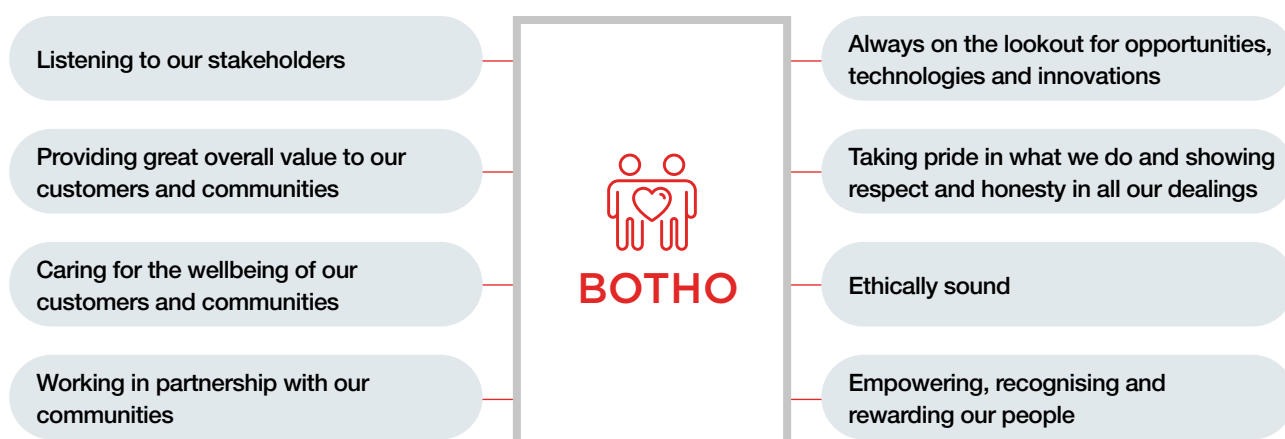 Listening to our stakeholders
Providing great overall value to our
customers and communities
Caring for the wellbeing of our
customers and communities
Working in partnership with our
communities
BOTHO
Always on the lookout for opportunities,
technologies and innovations
Taking pride in what we do and showing
respect and honesty in all our dealings
Ethically sound
Empowering, recognising and
rewarding our people